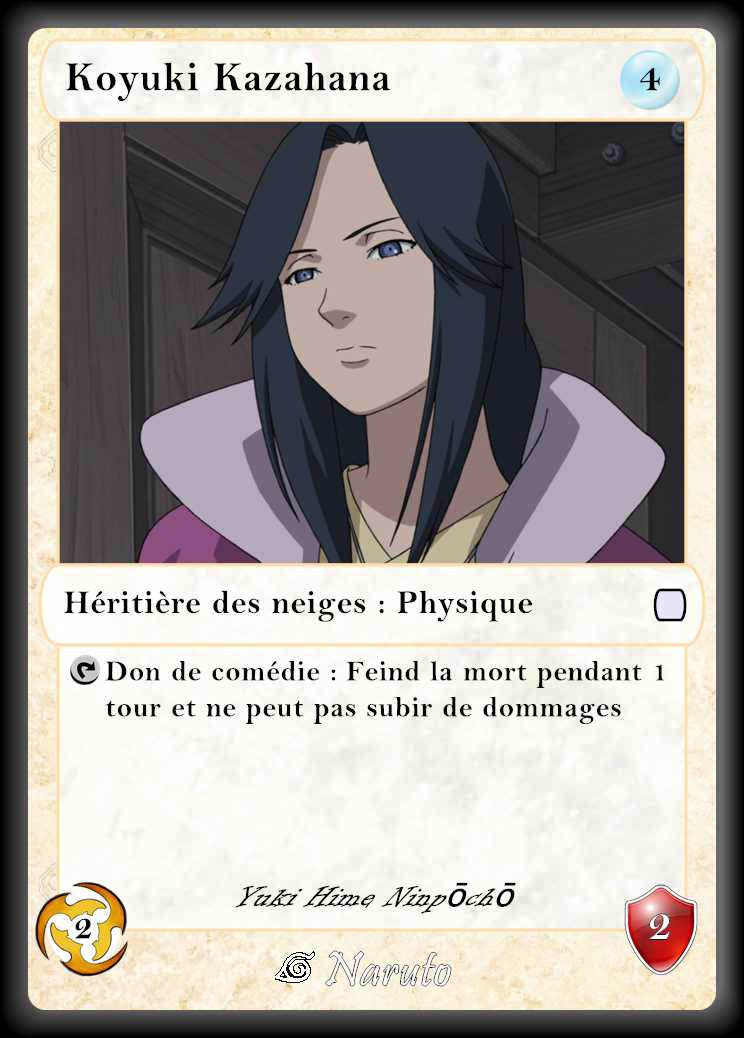 Koyuki Kazahana
4
Héritière des neiges : Physique
Don de comédie : Feind la mort pendant 1
tour et ne peut pas subir de dommages
Yuki Hime Ninpōchō
2
2
Naruto